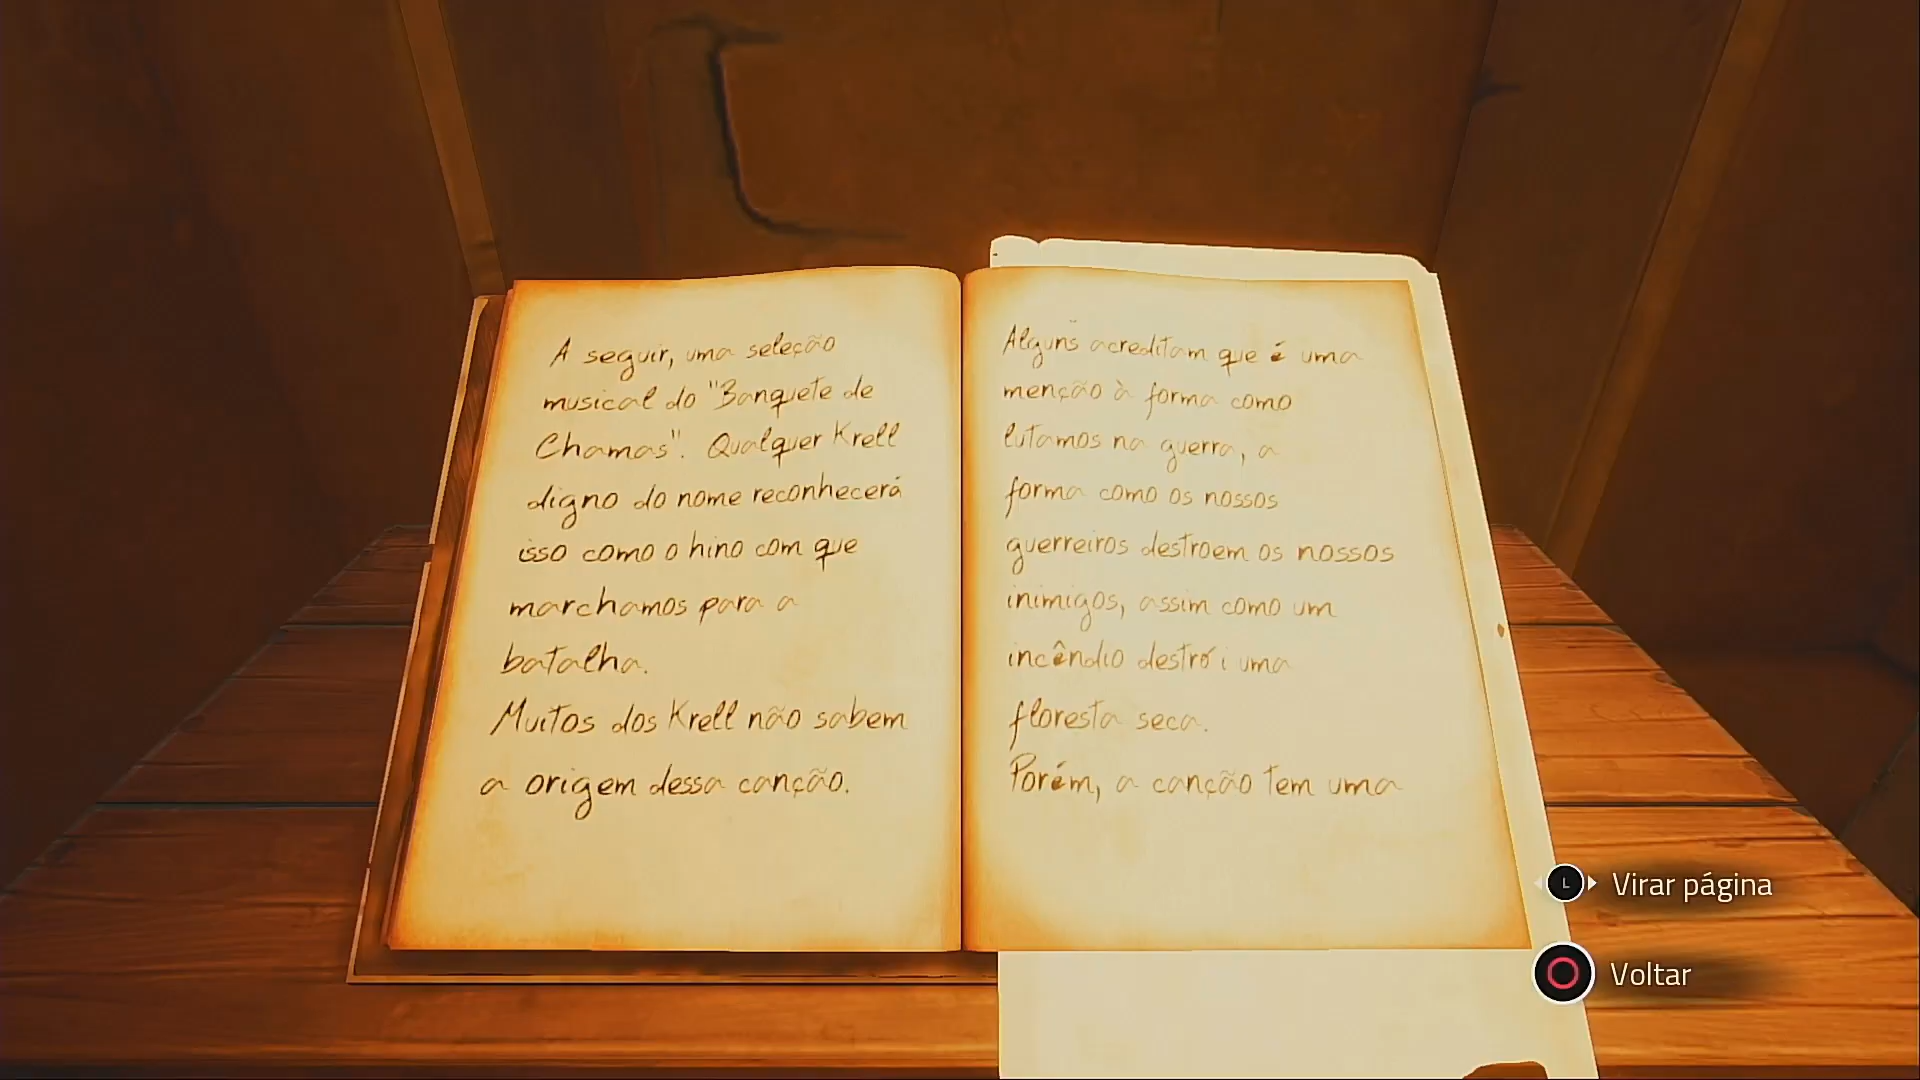 A seguir, uma seleção
musical do "Banquete de
Chamas". Qualquer Krell
digno do nome reconhecerá
isso como o hino com que
marchamos para a
batalha.
Muitos dos Krell não sabem
a origem dessa canção.
Alguns acreditam que é uma
menção à forma como
lutamos na guerra, a
forma como os nossos
guerreiros destroem os nossos
inimigos, assim como um
incêndio destrói uma
floresta seca.
Porém, a canção tem uma
L Virar página
Voltar